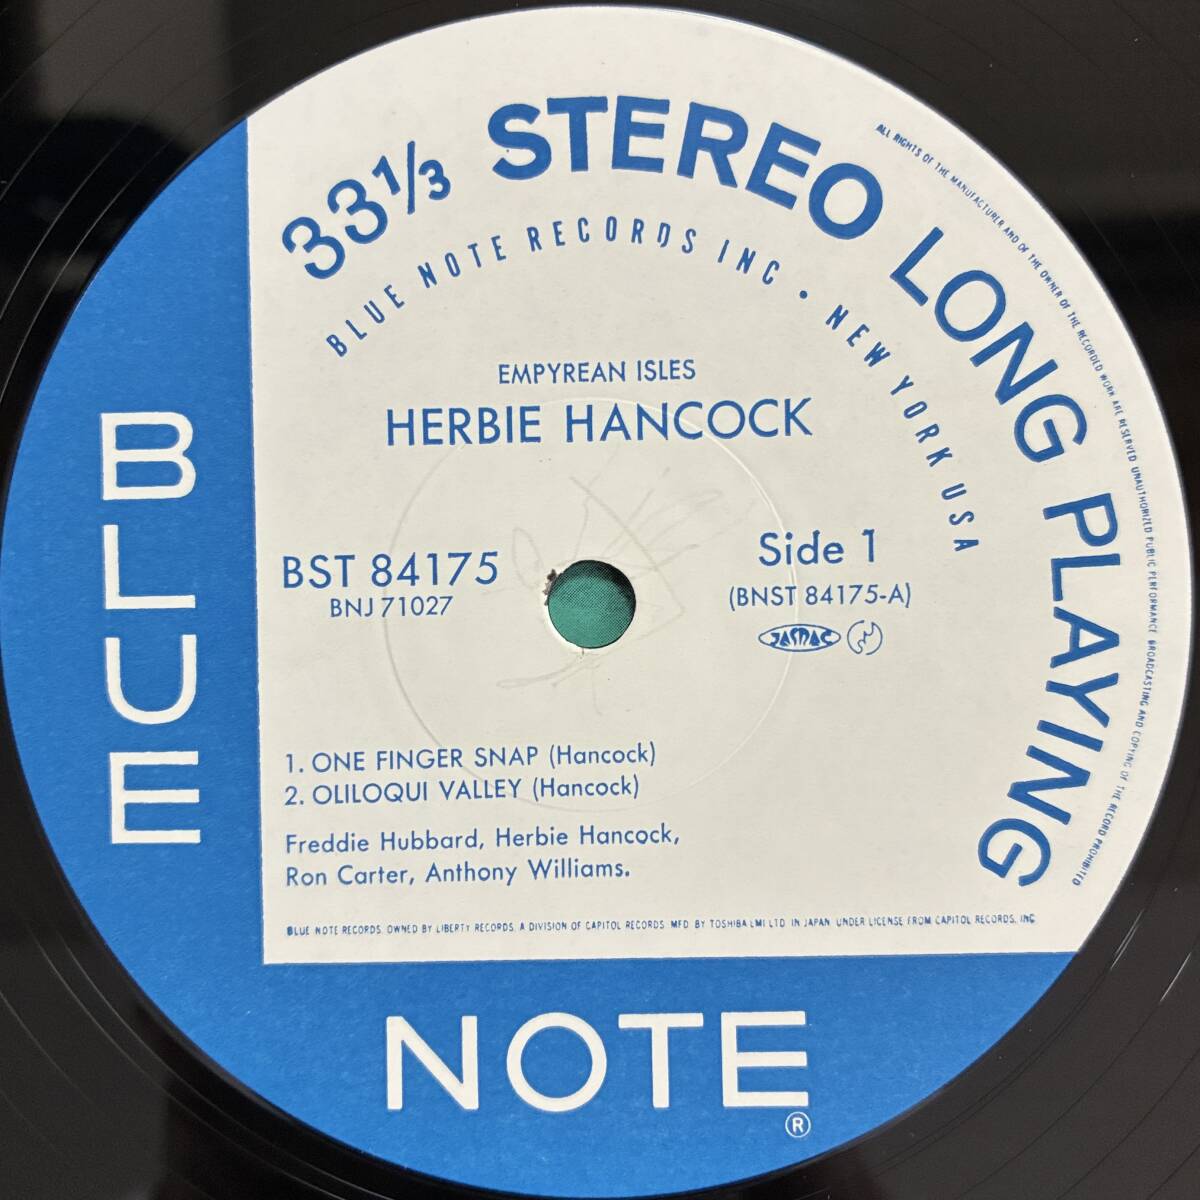 33 1/3 STEREO LONG PLAYING
BLUE NOTE RECORDS INC • NEW YORK USA
ALL RIGHTS OF THE MANUFACTURER AND OF THE OWNER OF THE RECORDED WORK ARE RESERVED UNAUTHORIZED PUBLIC PERFORMANCE BROADCASTING AND COPYING OF THE RECORD PROHIBITED
EMPYREAN ISLES
HERBIE HANCOCK
BST 84175
BNJ 71027
Side 1
(BNST 84175-A)
JASRAC
1. ONE FINGER SNAP (Hancock)
2. OLILOQUI VALLEY (Hancock)
Freddie Hubbard, Herbie Hancock,
Ron Carter, Anthony Williams.
BLUE NOTE RECORDS OWNED BY LIBERTY RECORDS, A DIVISION OF CAPITOL RECORDS MFD BY TOSHIBA EMI LTD IN JAPAN UNDER LICENSE FROM CAPITOL RECORDS, INC
BLUE
NOTE
®